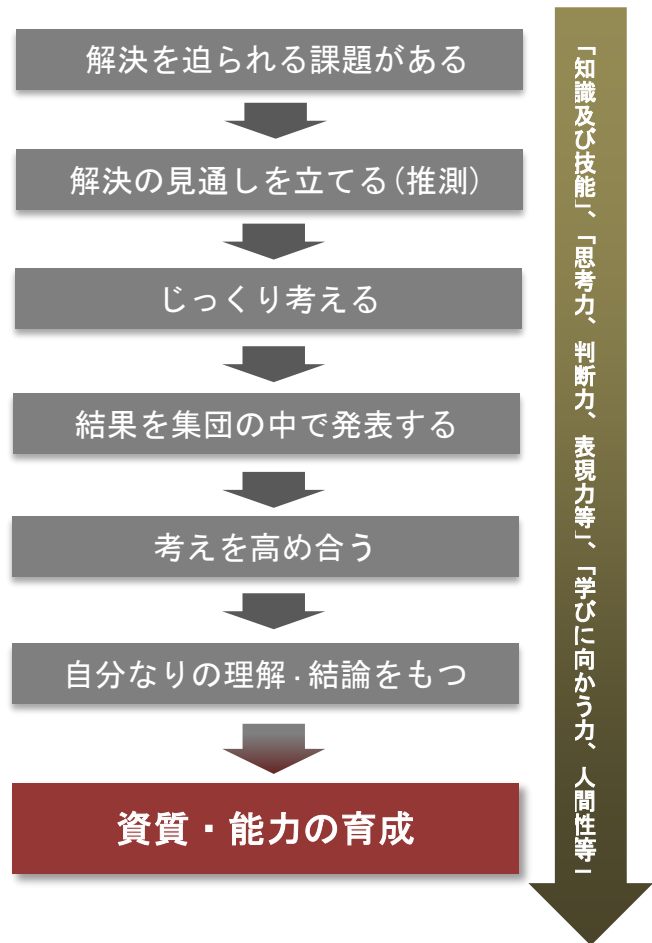 解決を迫られる課題がある
解決の見通しを立てる(推測)
じっくり考える
結果を集団の中で発表する
考えを高め合う
自分なりの理解・結論をもつ
資質・能力の育成
「知識及び技能」、「思考力、判断力、表現力等」、「学びに向かう力、人間性等」